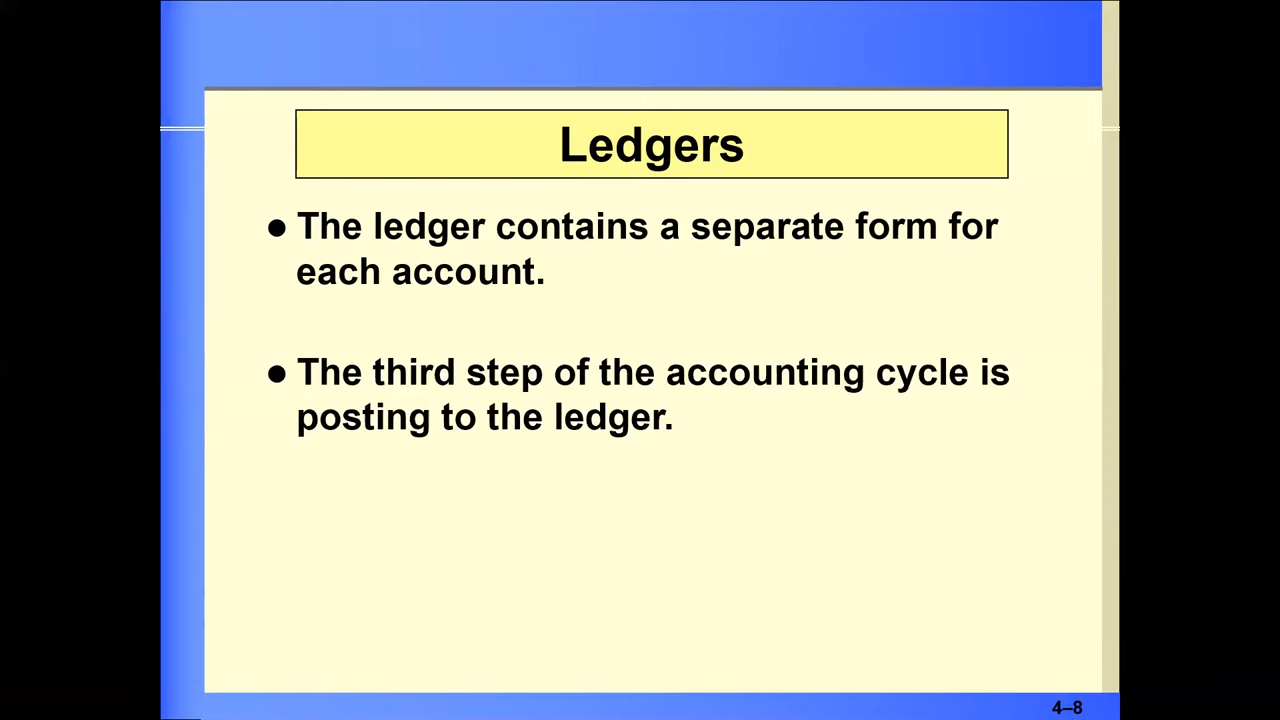 Ledgers
● The ledger contains a separate form for
each account.
● The third step of the accounting cycle is
posting to the ledger.
4–8